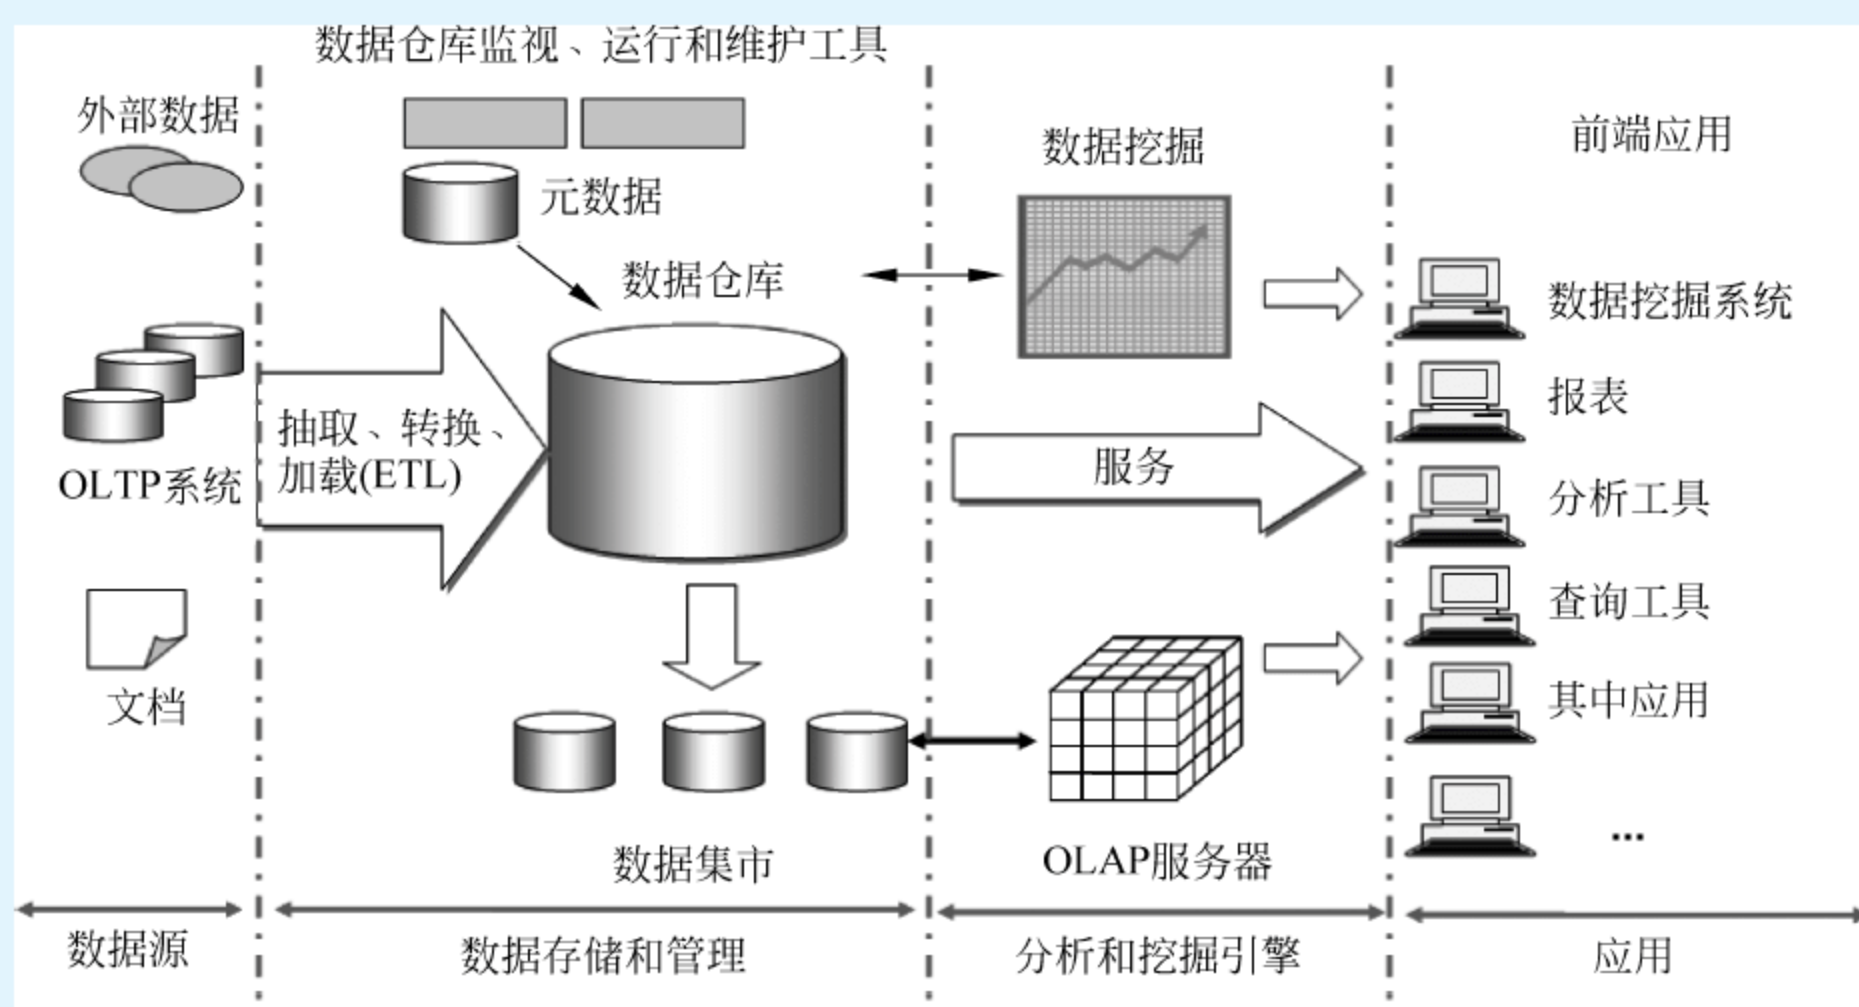 数据仓库监视、运行和维护工具
外部数据
元数据
数据仓库
OLTP系统
抽取、转换、
加载(ETL)
文档
数据集市
数据挖掘
服务
OLAP服务器
前端应用
数据挖掘系统
报表
分析工具
查询工具
其中应用
...
数据源
数据存储和管理
分析和挖掘引擎
应用